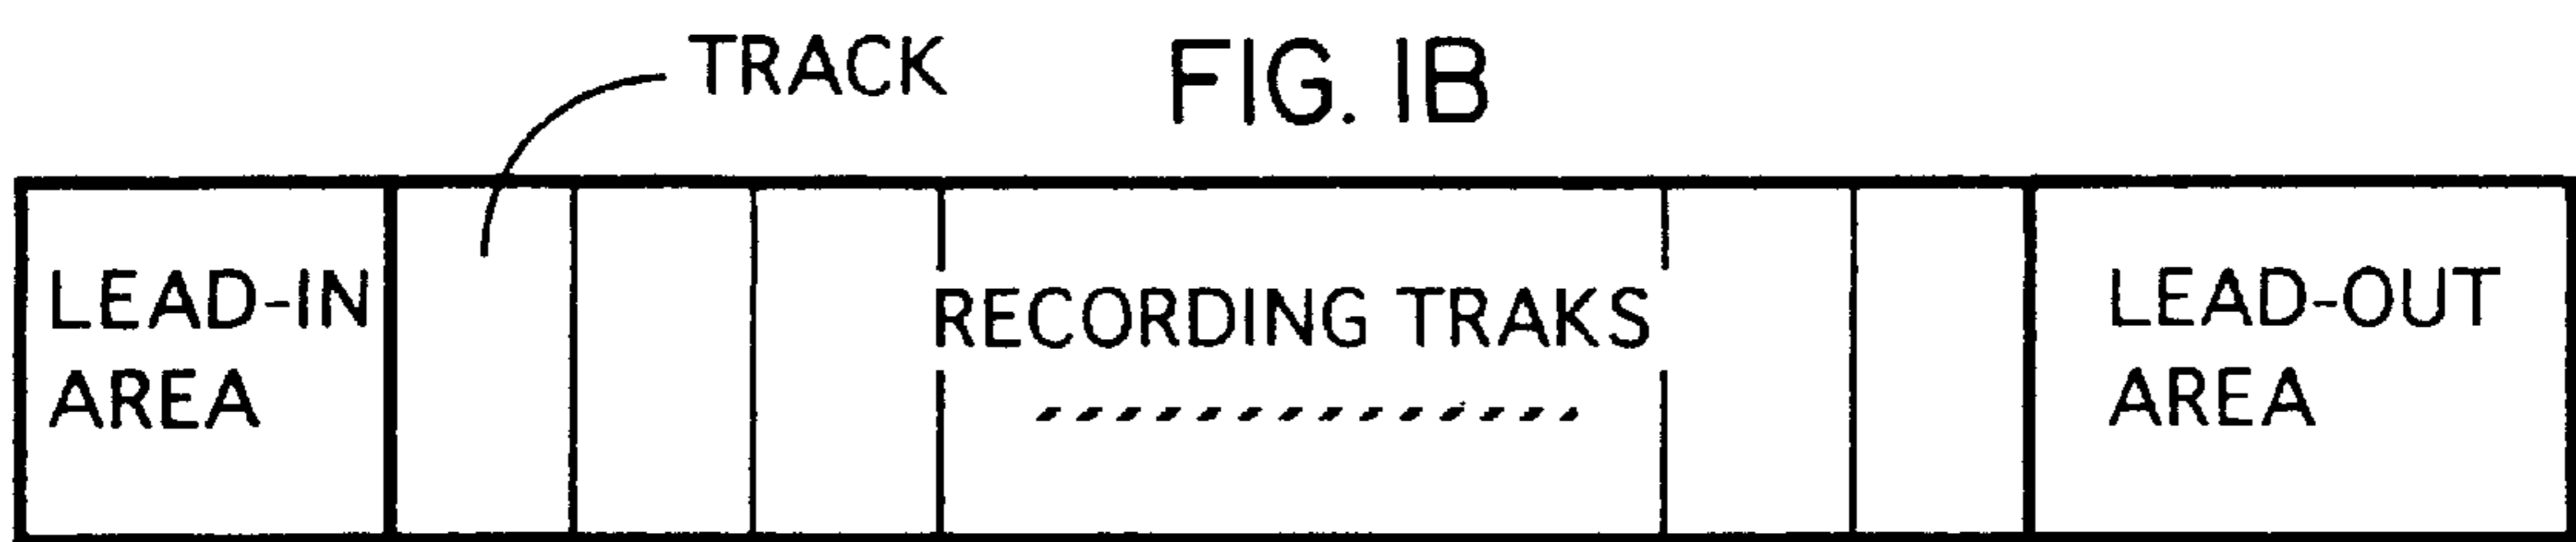 TRACK
FIG. 1B
LEAD-IN
AREA
RECORDING TRAKS
LEAD-OUT
AREA